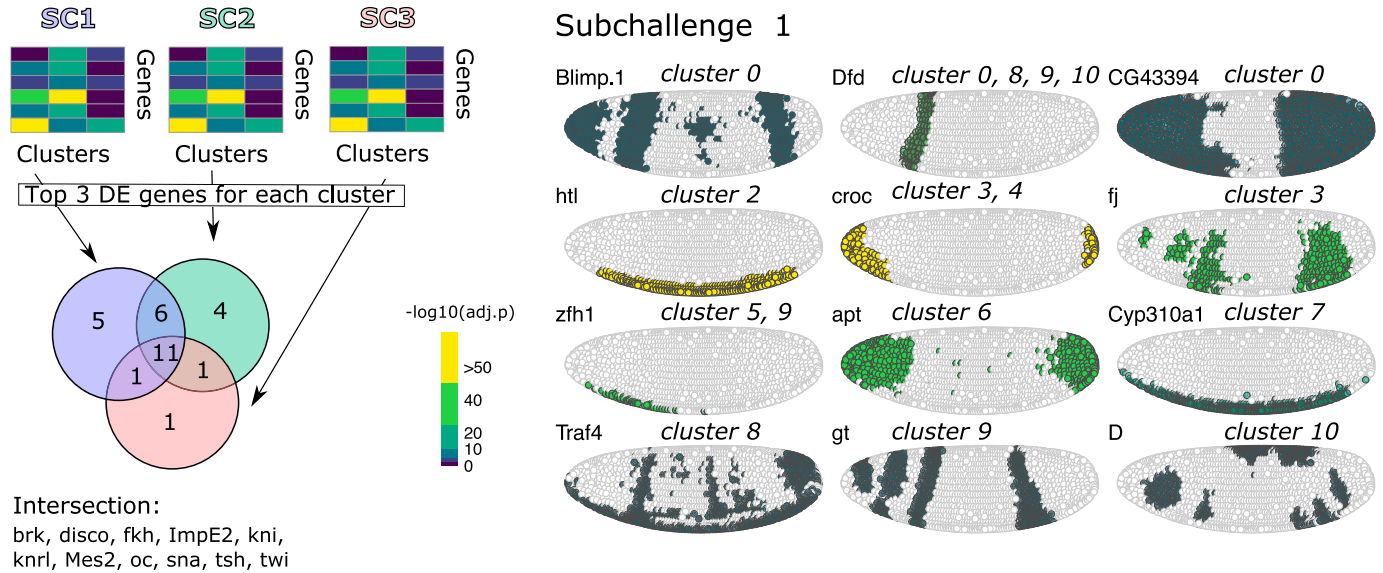 SC1
SC2
SC3
Genes
Genes
Genes
Clusters
Clusters
Clusters
Top 3 DE genes for each cluster
5
6
4
11
1
1
1
-log10(adj.p)
>50
40
20
10
0
Intersection:
brk, disco, fkh, ImpE2, kni,
knrl, Mes2, oc, sna, tsh, twi
Subchallenge 1
Blimp.1 cluster 0
Dfd cluster 0, 8, 9, 10
CG43394 cluster 0
htl cluster 2
croc cluster 3, 4
fj cluster 3
zfh1 cluster 5, 9
apt cluster 6
Cyp310a1 cluster 7
Traf4 cluster 8
gt cluster 9
D cluster 10